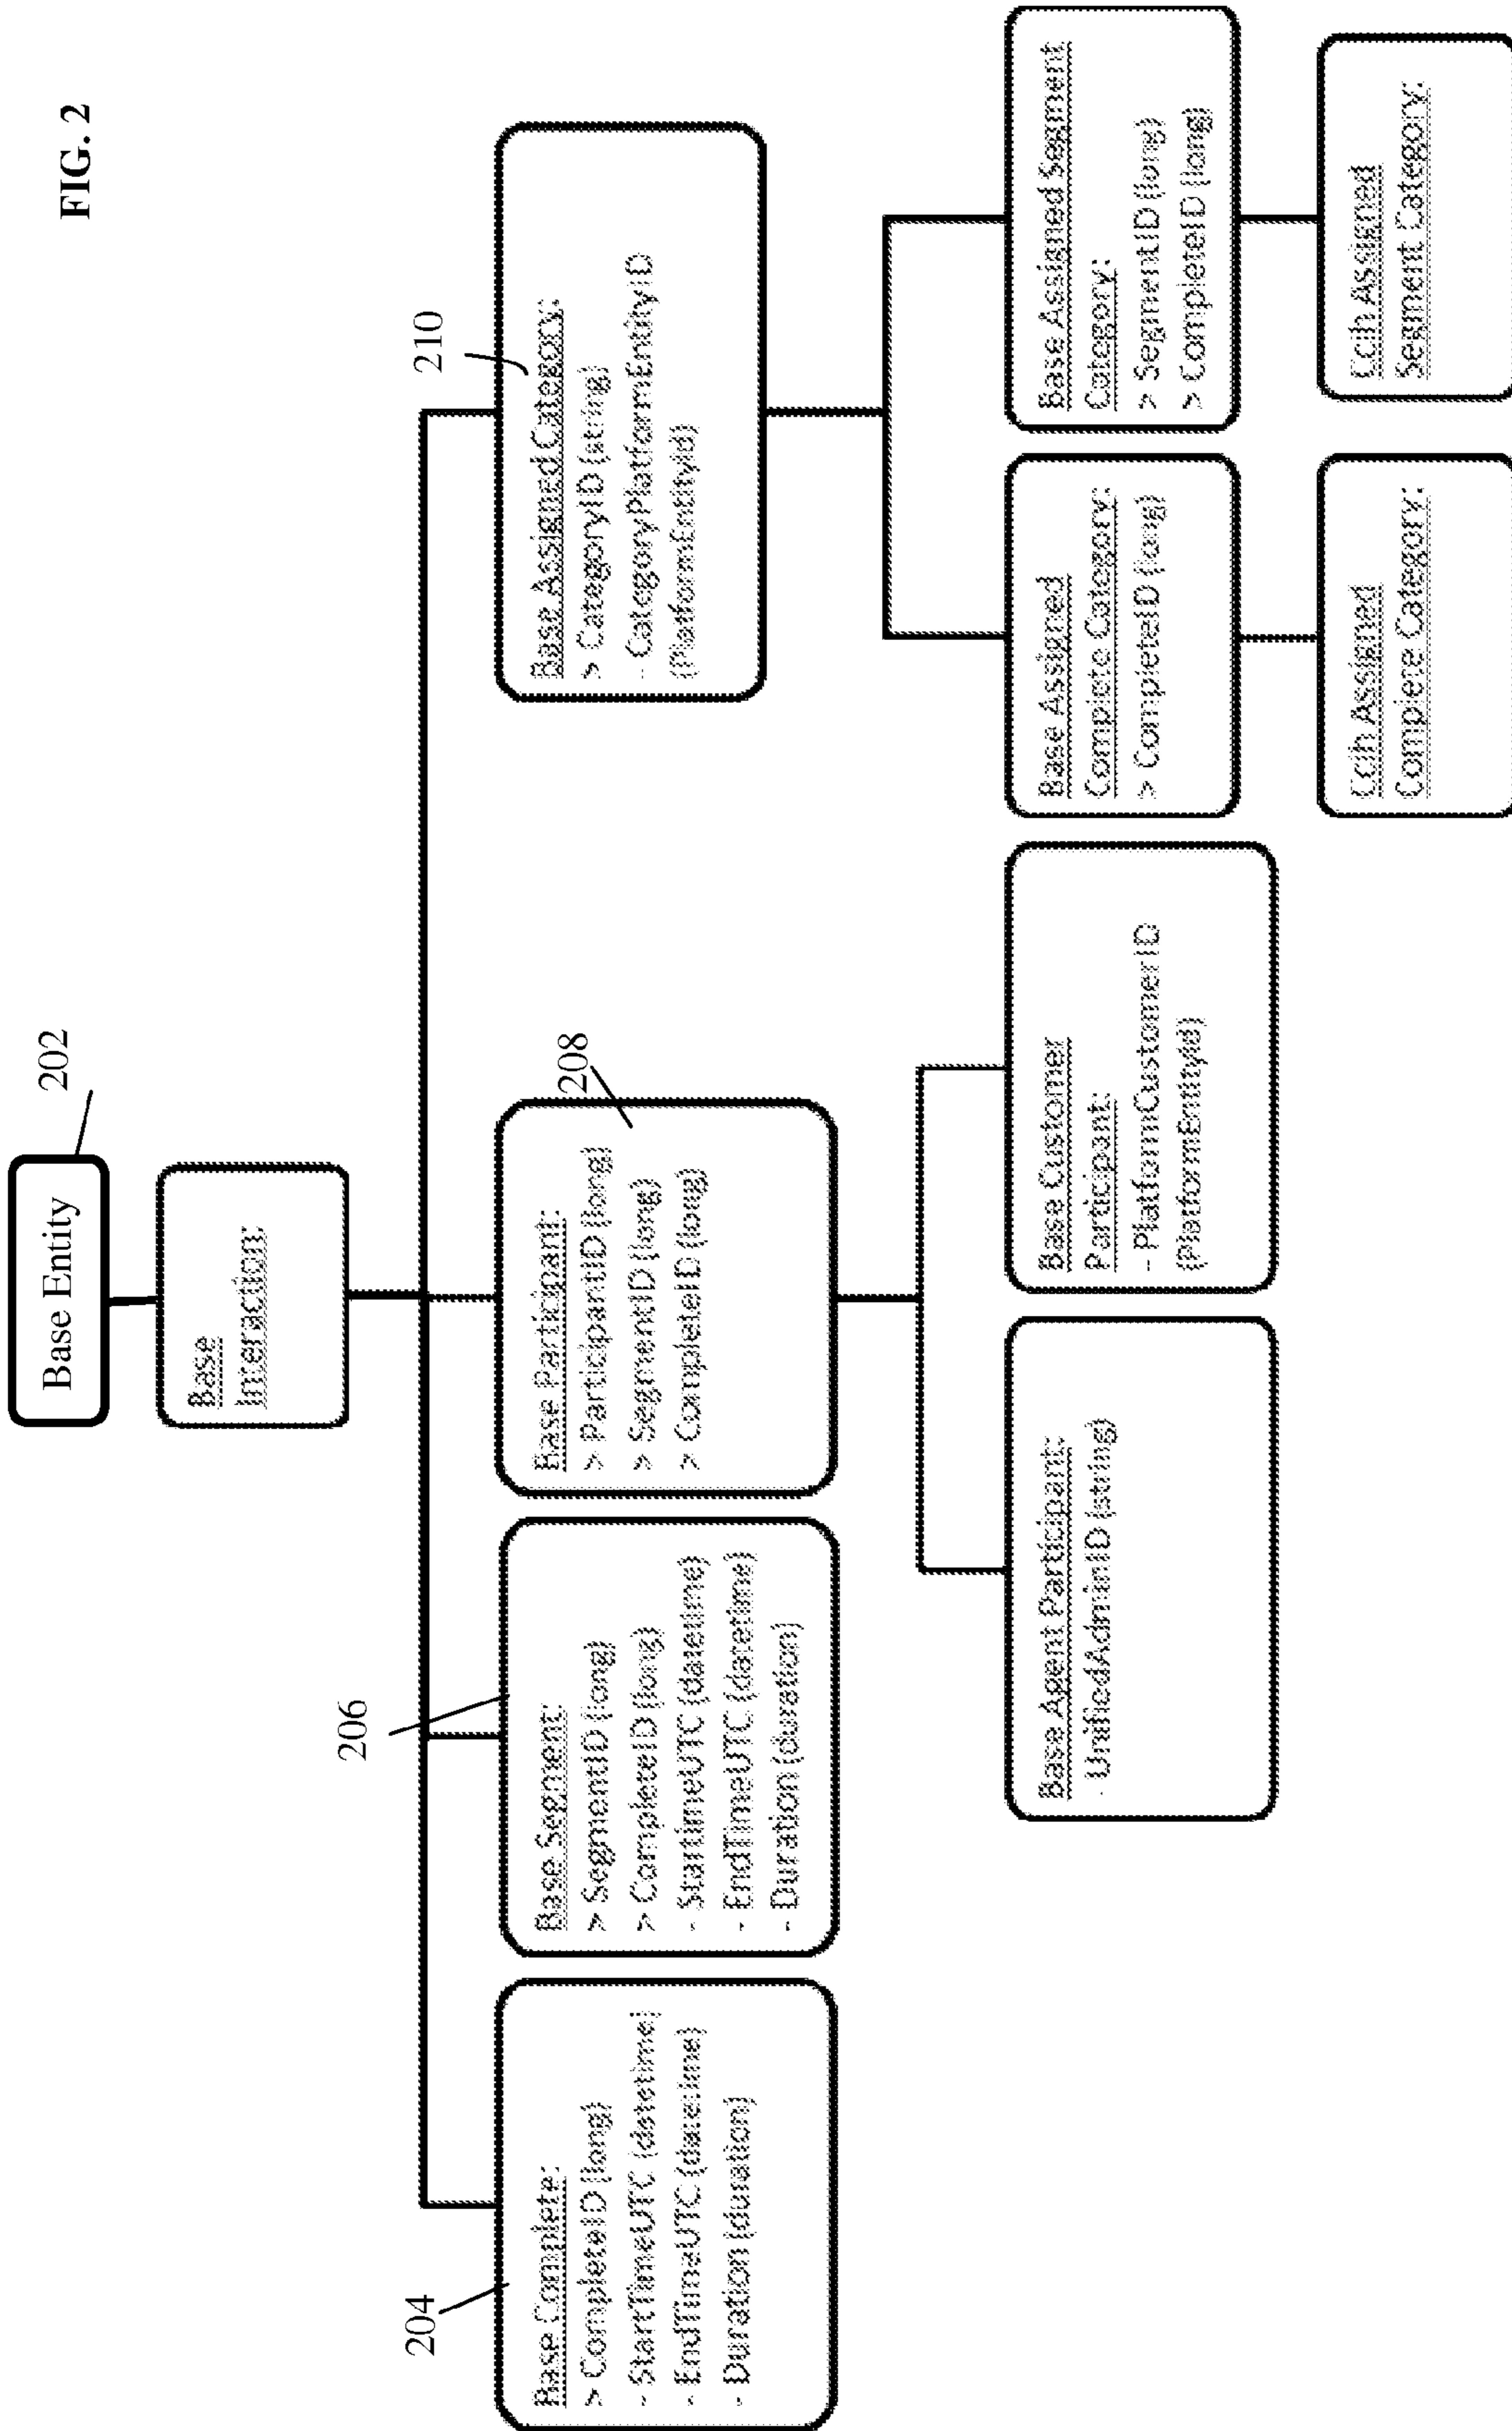 FIG. 2
Base Entity
202
Base
Interaction:
204
Base Complete:
> CompleteID (long)
- StartTimeUTC (datetime)
- EndTimeUTC (datetime)
- Duration (duration)
206
Base Segment:
> SegmentID (long)
> CompleteID (long)
- StartimeUTC (datetime)
- EndTimeUTC (datetime)
- Duration (duration)
208
Base Participant:
> ParticipantID (long)
> SegmentID (long)
> CompleteID (long)
210
Base Assigned Category:
> CategoryID (string)
- CategoryPlatformEntityID
(PlatformEntityId)
Base Agent Participant:
- UnifiedAdminID (string)
Base Customer
Participant:
- PlatformCustomerID
(PlatformEntityId)
Base Assigned
Complete Category:
> CompleteID (long)
Base Assigned Segment
Category:
> SegmentID (long)
> CompleteID (long)
Ccih Assigned
Complete Category:
Ccih Assigned
Segment Category: